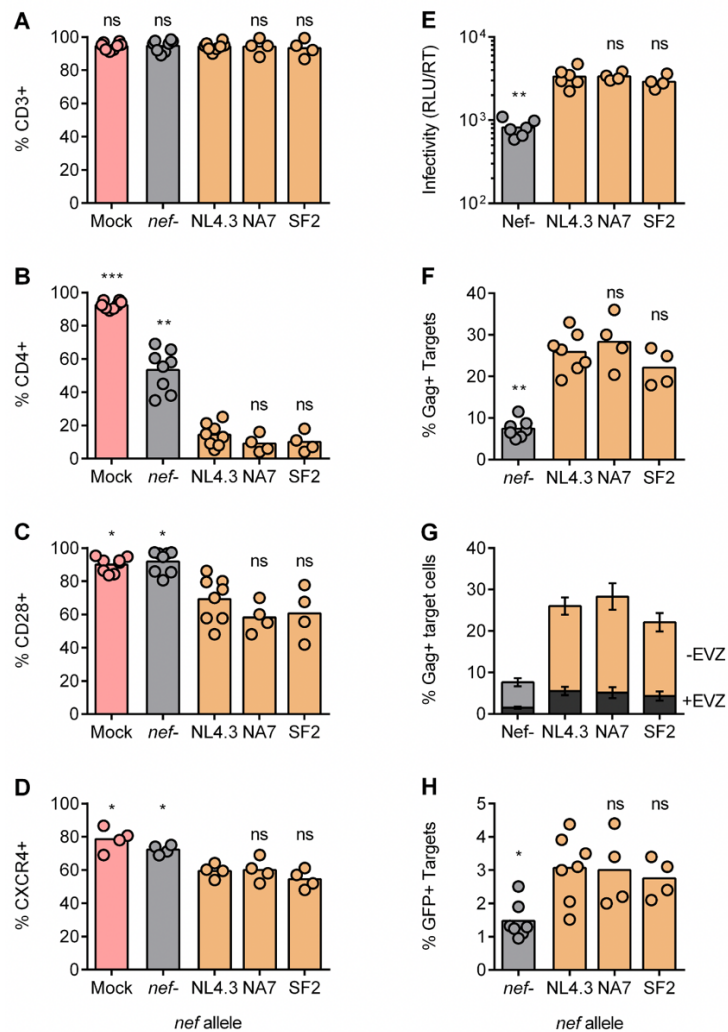 A
ns ns ns ns
100
80
60
40
20
0
% CD3+
Mock nef- NL4.3 NA7 SF2
B
***
**
ns ns
100
80
60
40
20
0
% CD4+
Mock nef- NL4.3 NA7 SF2
C
* * ns ns
100
80
60
40
20
0
% CD28+
Mock nef- NL4.3 NA7 SF2
D
* * ns ns
100
80
60
40
20
0
% CXCR4+
Mock nef- NL4.3 NA7 SF2
nef allele
E
ns ns
**
10⁴
10³
10²
Infectivity (RLU/RT)
Nef- NL4.3 NA7 SF2
F
ns
ns
**
40
30
20
10
0
% Gag+ Targets
nef- NL4.3 NA7 SF2
G
40
30
20
10
0
% Gag+ target cells
-EVZ
+EVZ
Nef- NL4.3 NA7 SF2
H
ns ns
*
5
4
3
2
1
0
% GFP+ Targets
nef- NL4.3 NA7 SF2
nef allele